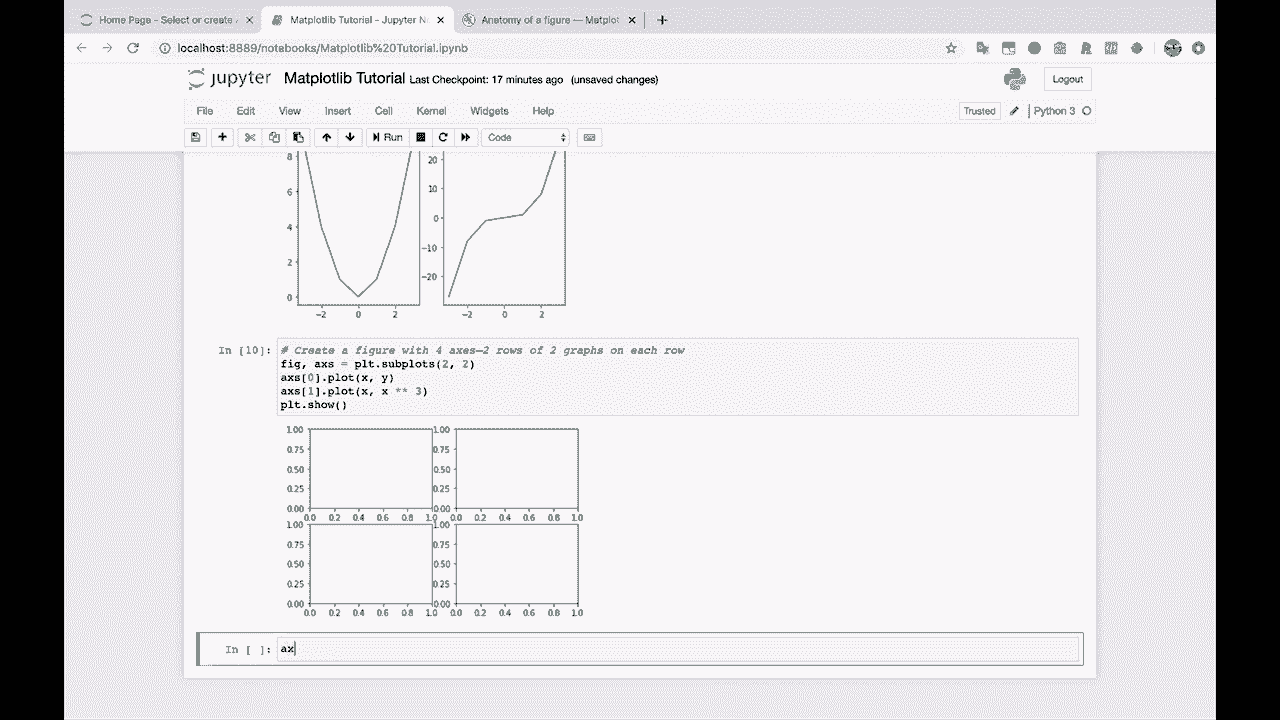 Home Page - Select or create a
Matplotlib Tutorial - Jupyter N
Anatomy of a figure — Matplot
localhost:8889/notebooks/Matplotlib%20Tutorial.ipynb
jupyter Matplotlib Tutorial Last Checkpoint: 17 minutes ago (unsaved changes)
Logout
File Edit View Insert Cell Kernel Widgets Help
Trusted Python 3
Run Code
8 20
6 10
4 0
2 −10
0 −20
−2 0 2 −2 0 2
In [10]: # Create a figure with 4 axes—2 rows of 2 graphs on each row
fig, axs = plt.subplots(2, 2)
axs[0].plot(x, y)
axs[1].plot(x, x ** 3)
plt.show()
1.00 1.00
0.75 0.75
0.50 0.50
0.25 0.25
0.00 0.00
0.0 0.2 0.4 0.6 0.8 1.0 0.0 0.2 0.4 0.6 0.8 1.0
1.00 1.00
0.75 0.75
0.50 0.50
0.25 0.25
0.00 0.00
0.0 0.2 0.4 0.6 0.8 1.0 0.0 0.2 0.4 0.6 0.8 1.0
In [ ]: ax